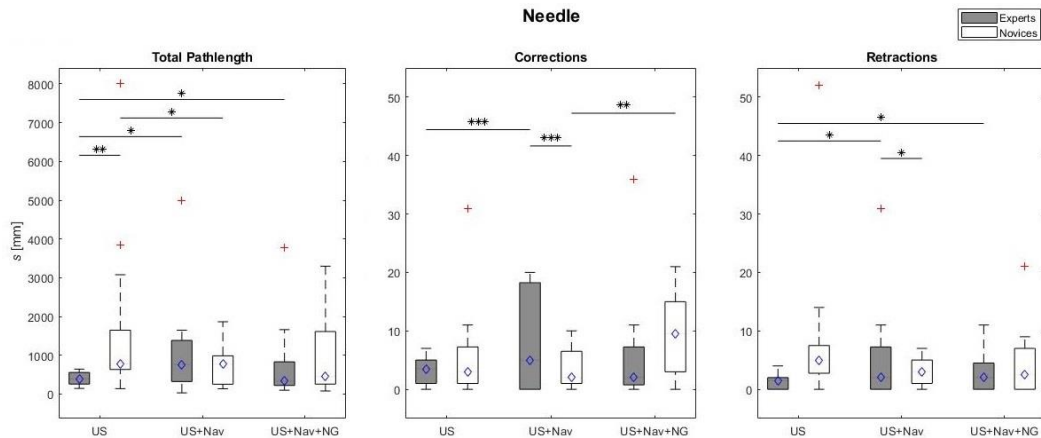 Needle
Experts
Novices
Total Pathlength
Corrections
Retractions
8000
7000
6000
5000
4000
3000
2000
1000
0
s [mm]
50
40
30
20
10
0
50
40
30
20
10
0
*
*
*
**
***
**
***
*
*
*
US
US+Nav
US+Nav+NG
US
US+Nav
US+Nav+NG
US
US+Nav
US+Nav+NG